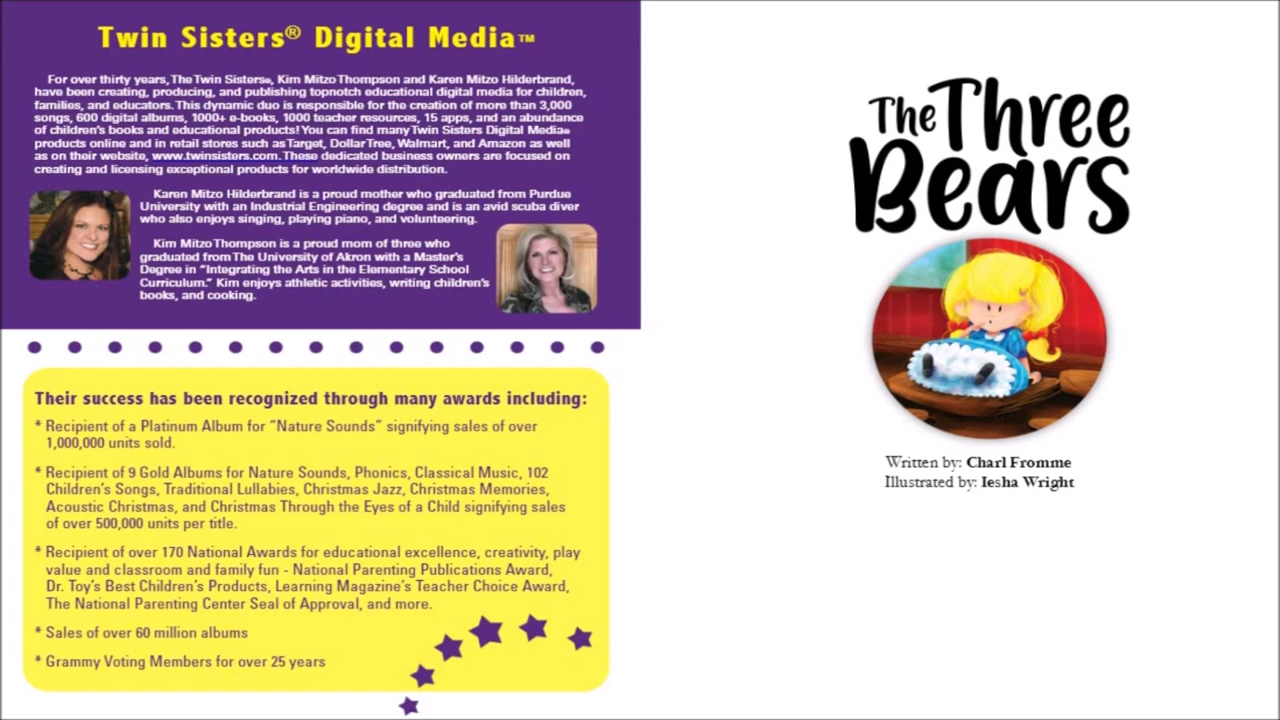 Twin Sisters® Digital Media™
For over thirty years, The Twin Sisters®, Kim Mitzo Thompson and Karen Mitzo Hilderbrand,
have been creating, producing, and publishing topnotch educational digital media for children,
families, and educators. This dynamic duo is responsible for the creation of more than 3,000
songs, 600 digital albums, 1000+ e-books, 1000 teacher resources, 15 apps, and an abundance
of children's books and educational products! You can find many Twin Sisters Digital Media®
products online and in retail stores such as Target, Dollar Tree, Walmart, and Amazon as well
as on their website, www.twinsisters.com. These dedicated business owners are focused on
creating and licensing exceptional products for worldwide distribution.
Karen Mitzo Hilderbrand is a proud mother who graduated from Purdue
University with an Industrial Engineering degree and is an avid scuba diver
who also enjoys singing, playing piano, and volunteering.
Kim Mitzo Thompson is a proud mom of three who
graduated from The University of Akron with a Master's
Degree in "Integrating the Arts in the Elementary School
Curriculum." Kim enjoys athletic activities, writing children's
books, and cooking.
Their success has been recognized through many awards including:
* Recipient of a Platinum Album for "Nature Sounds" signifying sales of over
1,000,000 units sold.
* Recipient of 9 Gold Albums for Nature Sounds, Phonics, Classical Music, 102
Children's Songs, Traditional Lullabies, Christmas Jazz, Christmas Memories,
Acoustic Christmas, and Christmas Through the Eyes of a Child signifying sales
of over 500,000 units per title.
* Recipient of over 170 National Awards for educational excellence, creativity, play
value and classroom and family fun - National Parenting Publications Award,
Dr. Toy's Best Children's Products, Learning Magazine's Teacher Choice Award,
The National Parenting Center Seal of Approval, and more.
* Sales of over 60 million albums
* Grammy Voting Members for over 25 years
The Three
Bears
Written by: Charl Fromme
Illustrated by: Iesha Wright